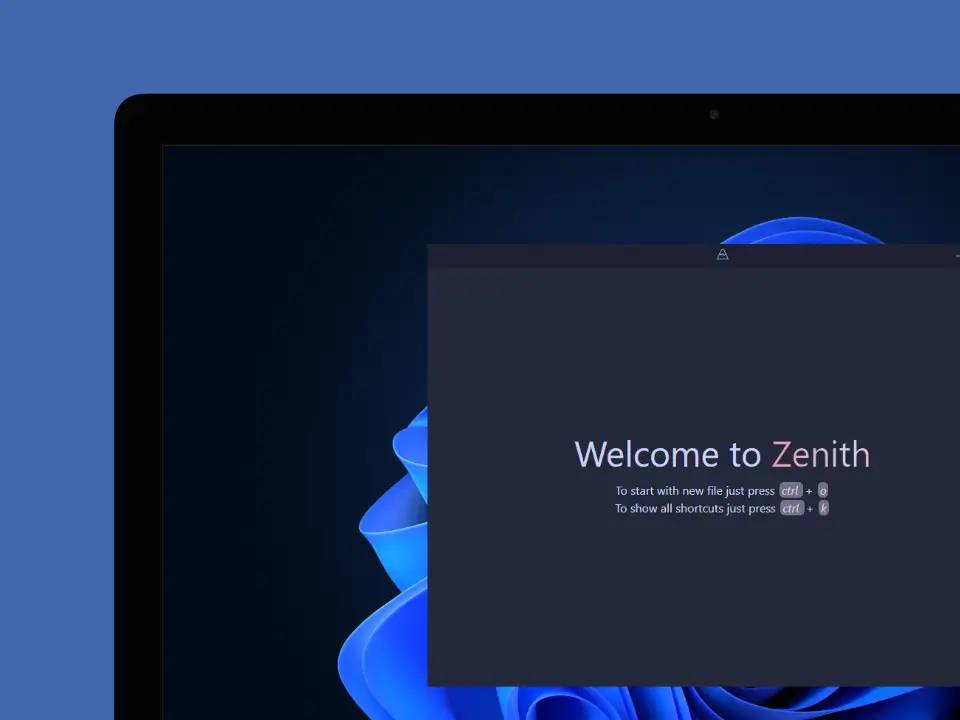 Welcome to Zenith
To start with new file just press ctrl + o
To show all shortcuts just press ctrl + k